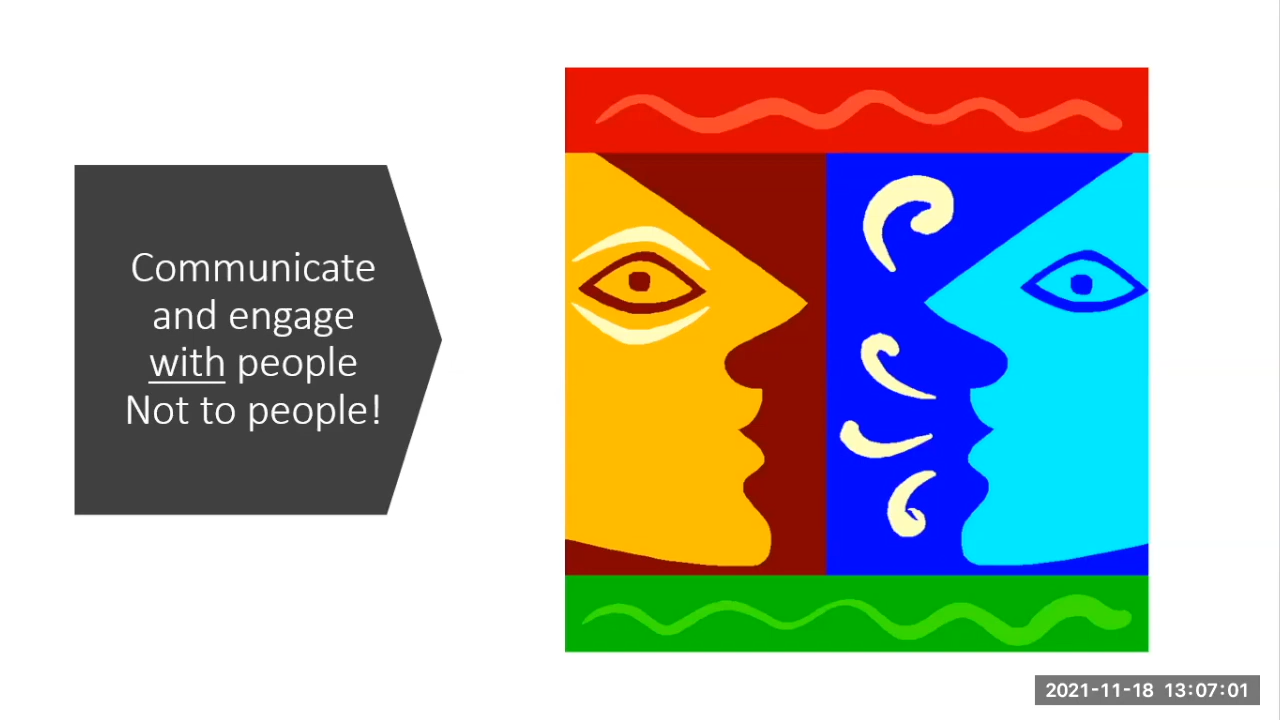 Communicate
and engage
with people
Not to people!
2021-11-18 13:07:01